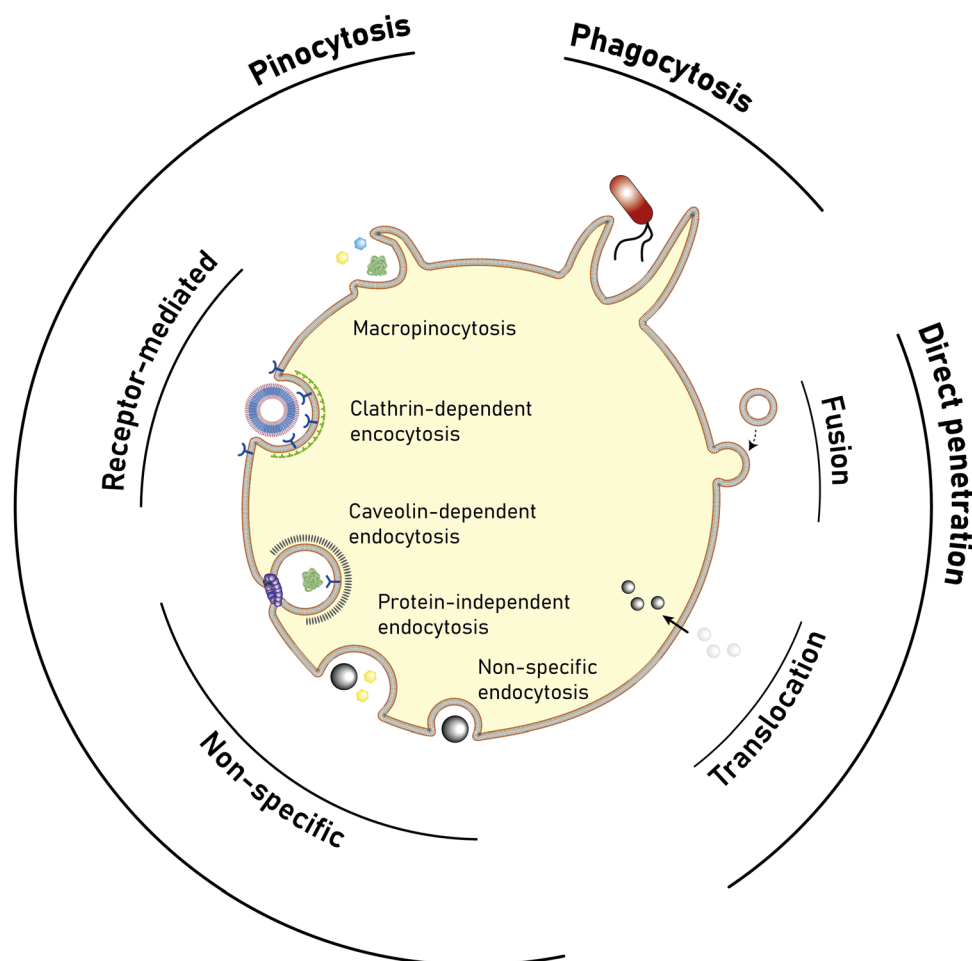 Pinocytosis
Phagocytosis
Receptor-mediated
Direct penetration
Macropinocytosis
Fusion
Clathrin-dependent
encocytosis
Caveolin-dependent
endocytosis
Protein-independent
endocytosis
Non-specific
endocytosis
Translocation
Non-specific